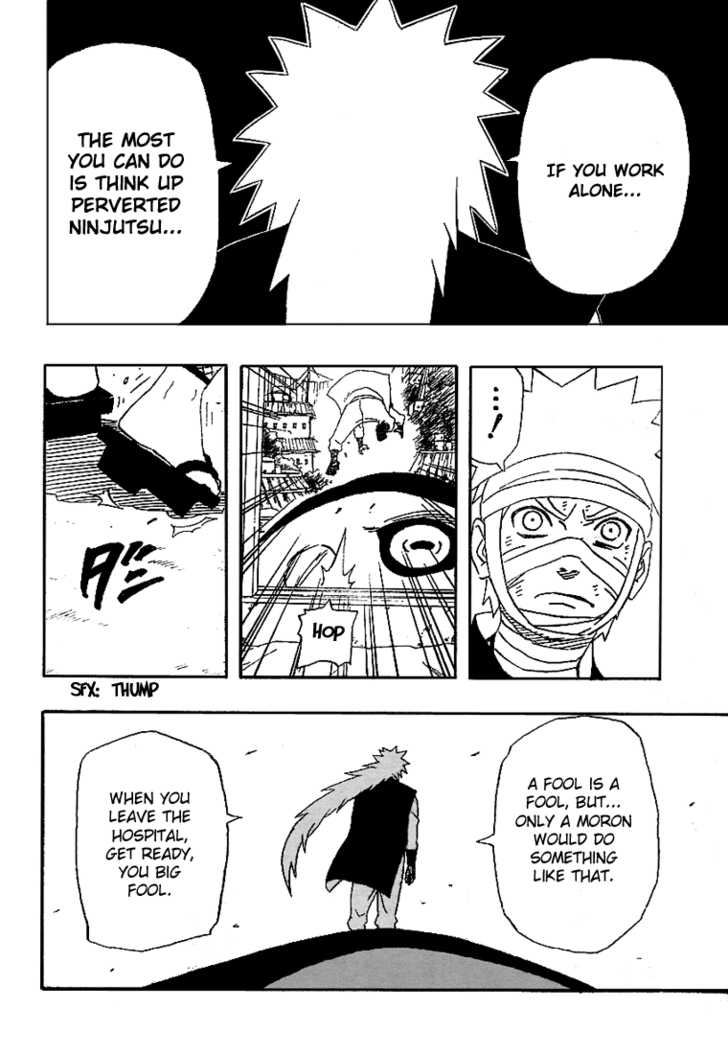 IF YOU WORK
ALONE...
THE MOST
YOU CAN DO
IS THINK UP
PERVERTED
NINJUTSU...
...!
HOP
SFX: THUMP
A FOOL IS A
FOOL, BUT...
ONLY A MORON
WOULD DO
SOMETHING
LIKE THAT.
WHEN YOU
LEAVE THE
HOSPITAL,
GET READY,
YOU BIG
FOOL.